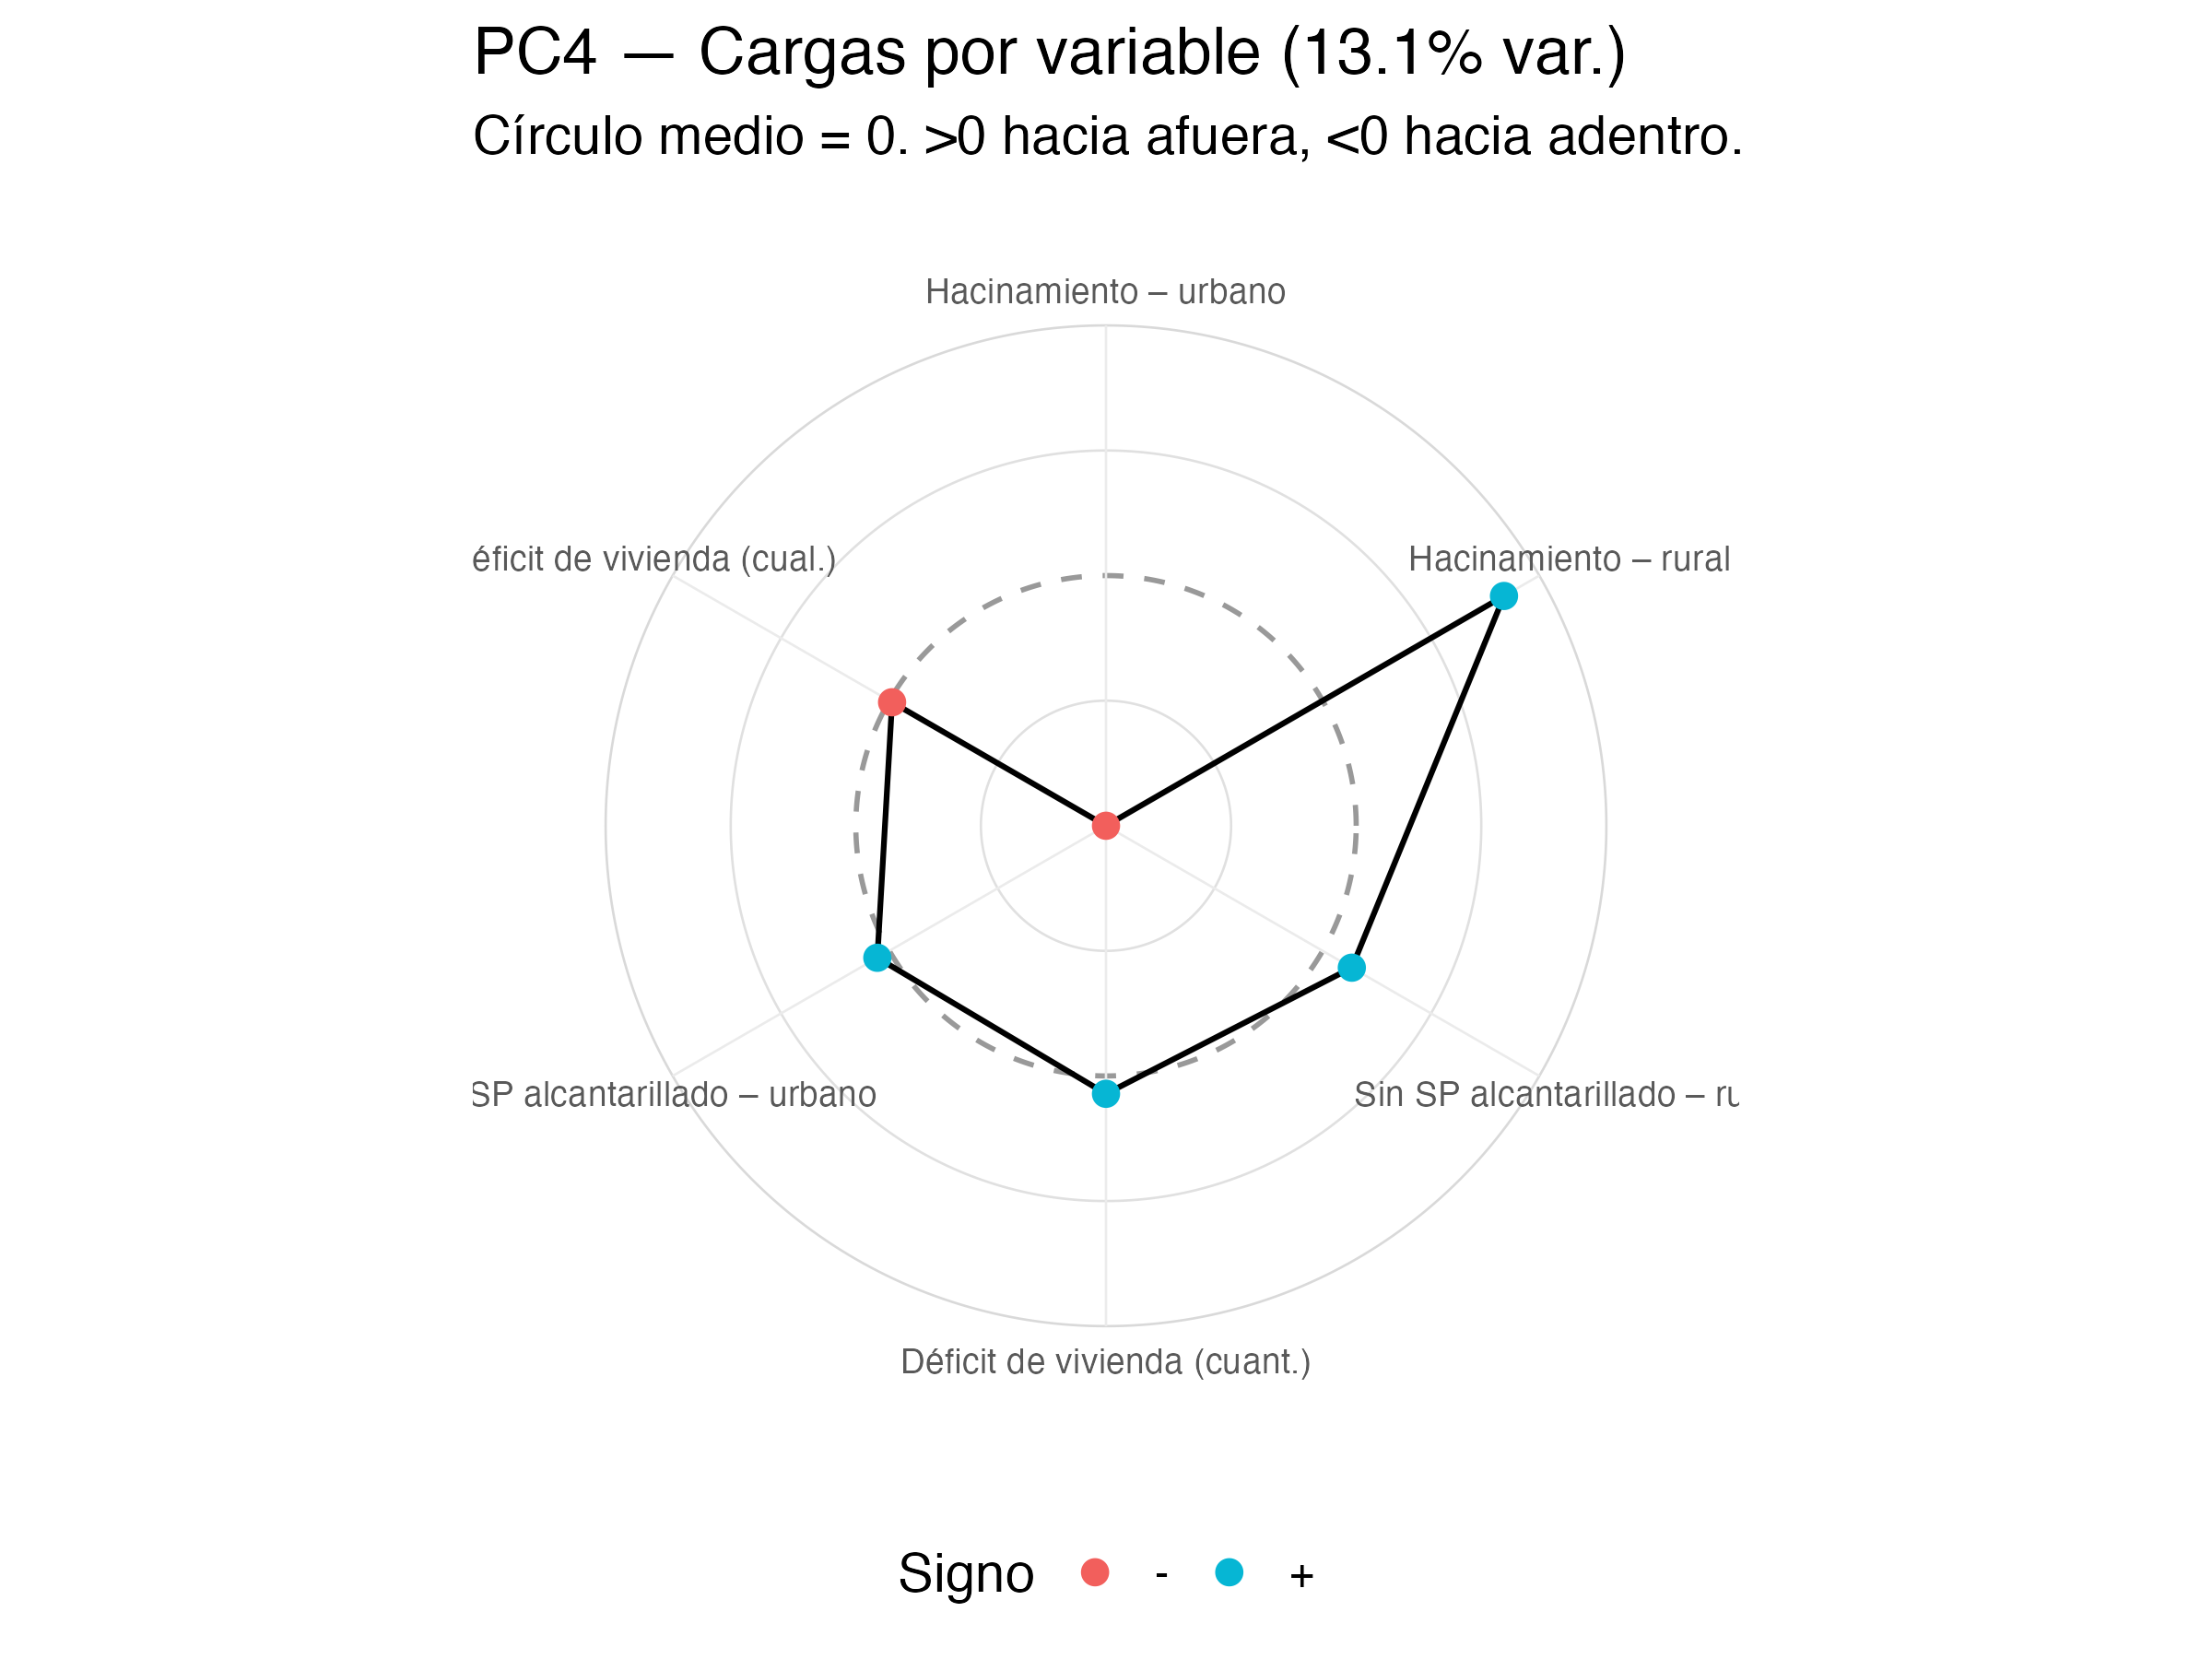 PC4 — Cargas por variable (13.1% var.)
Círculo medio = 0. >0 hacia afuera, <0 hacia adentro.
Hacinamiento – urbano
éficit de vivienda (cual.)
Hacinamiento – rural
SP alcantarillado – urbano
Sin SP alcantarillado – ru
Déficit de vivienda (cuant.)
Signo - +